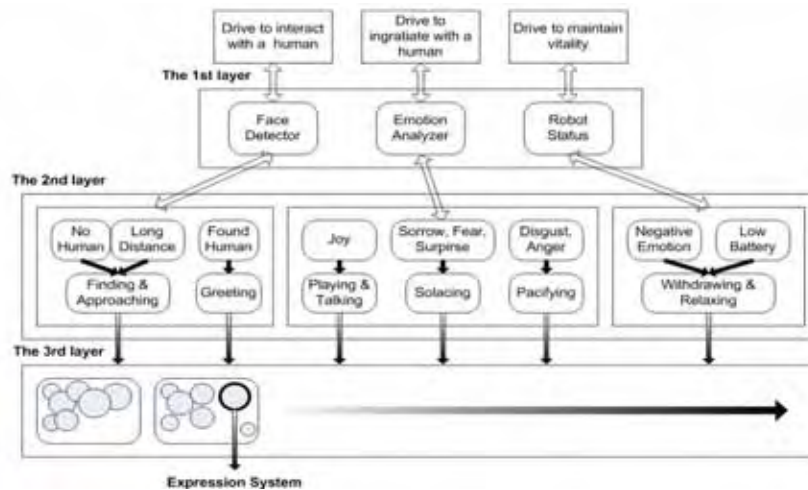 Drive to interact
with a human
Drive to
ingratiate with a
human
Drive to maintain
vitality
The 1st layer
Face
Detector
Emotion
Analyzer
Robot
Status
The 2nd layer
No
Human
Long
Distance
Found
Human
Joy
Sorrow, Fear,
Surpirse
Disgust,
Anger
Negative
Emotion
Low
Battery
Finding &
Approaching
Greeting
Playing &
Talking
Solacing
Pacifying
Withdrawing &
Relaxing
The 3rd layer
Expression System